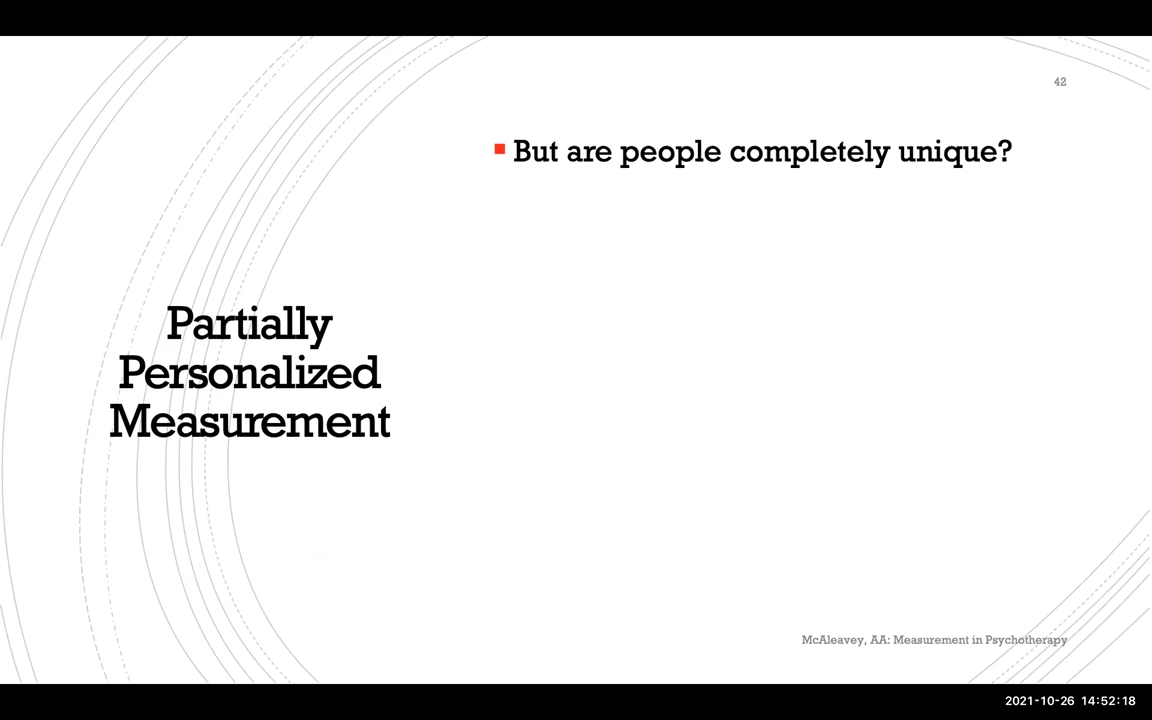 42
But are people completely unique?
Partially
Personalized
Measurement
McAleavey, AA: Measurement in Psychotherapy
2021-10-26 14:52:18